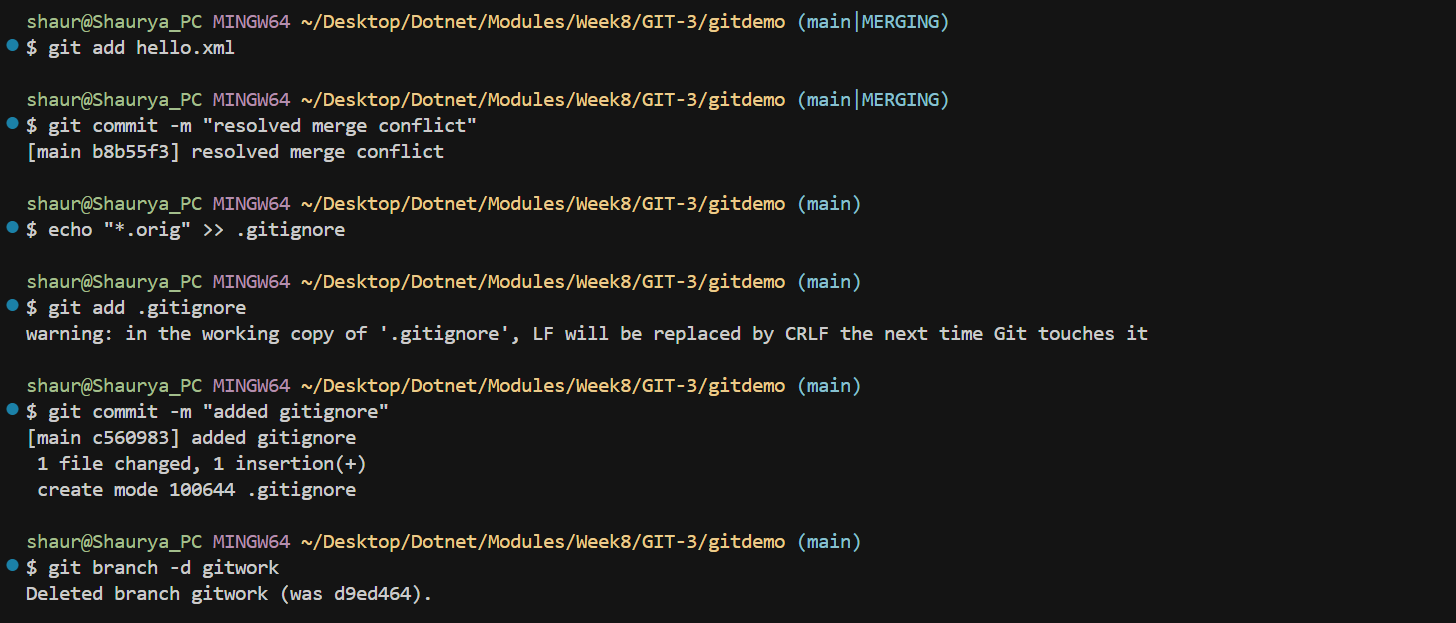 shaur@Shaurya_PC MINGW64 ~/Desktop/Dotnet/Modules/Week8/GIT-3/gitdemo (main|MERGING)
$ git add hello.xml
shaur@Shaurya_PC MINGW64 ~/Desktop/Dotnet/Modules/Week8/GIT-3/gitdemo (main|MERGING)
$ git commit -m "resolved merge conflict"
[main b8b55f3] resolved merge conflict
shaur@Shaurya_PC MINGW64 ~/Desktop/Dotnet/Modules/Week8/GIT-3/gitdemo (main)
$ echo "*.orig" >> .gitignore
shaur@Shaurya_PC MINGW64 ~/Desktop/Dotnet/Modules/Week8/GIT-3/gitdemo (main)
$ git add .gitignore
warning: in the working copy of '.gitignore', LF will be replaced by CRLF the next time Git touches it
shaur@Shaurya_PC MINGW64 ~/Desktop/Dotnet/Modules/Week8/GIT-3/gitdemo (main)
$ git commit -m "added gitignore"
[main c560983] added gitignore
 1 file changed, 1 insertion(+)
 create mode 100644 .gitignore
shaur@Shaurya_PC MINGW64 ~/Desktop/Dotnet/Modules/Week8/GIT-3/gitdemo (main)
$ git branch -d gitwork
Deleted branch gitwork (was d9ed464).